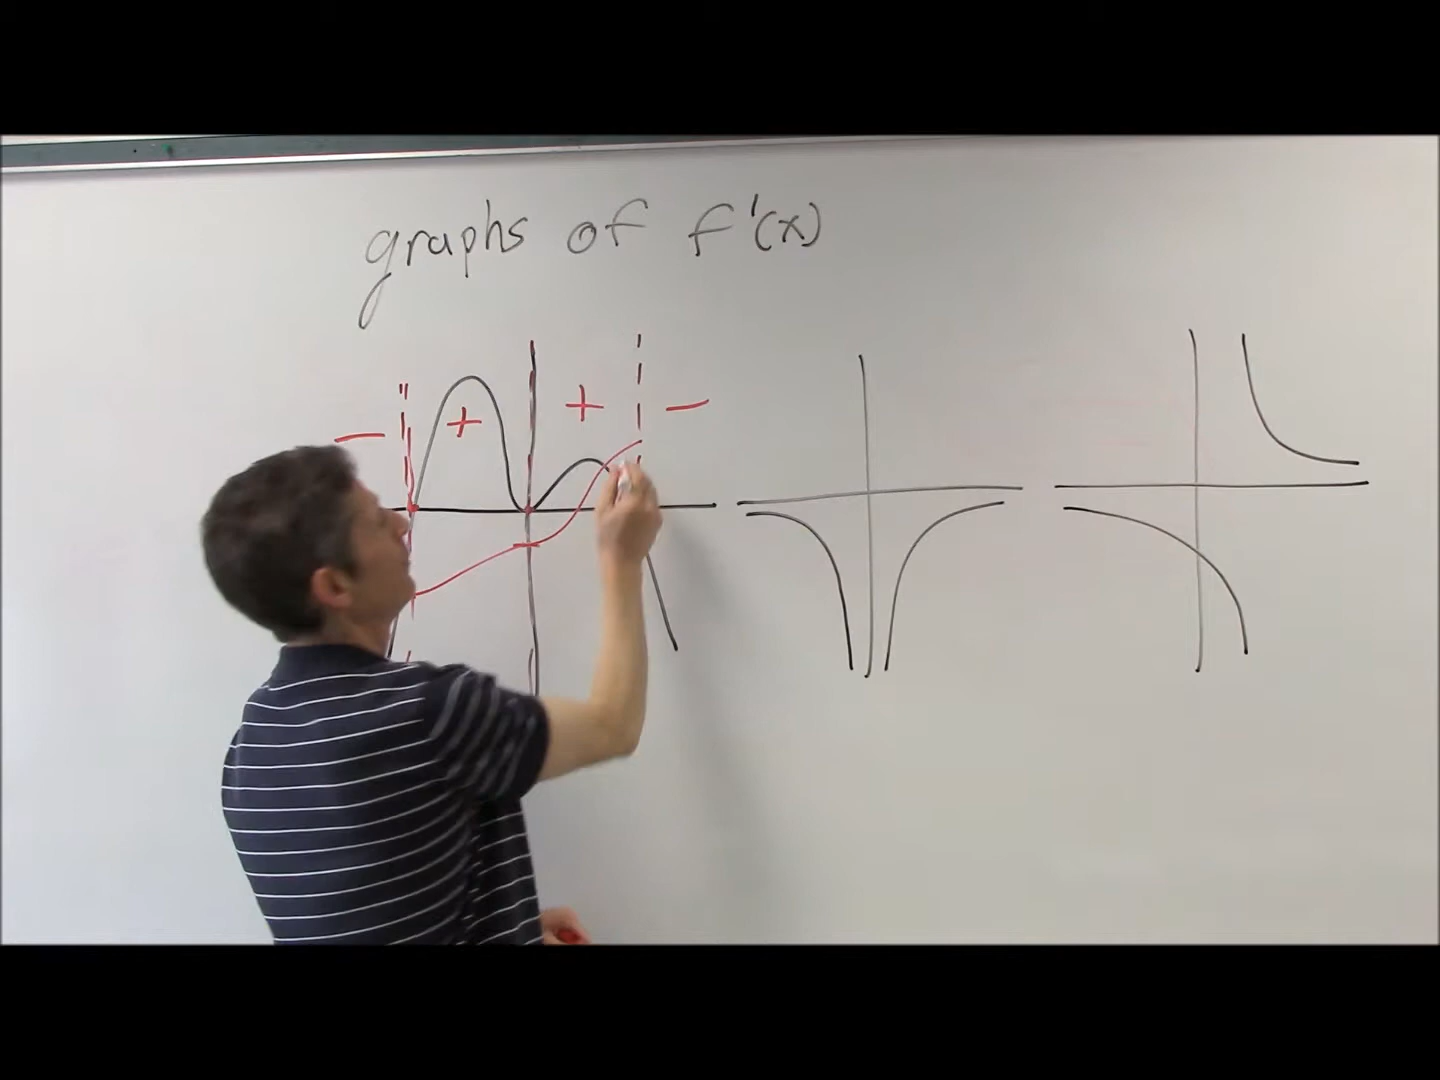 graphs of f'(x)
+ + −
− +